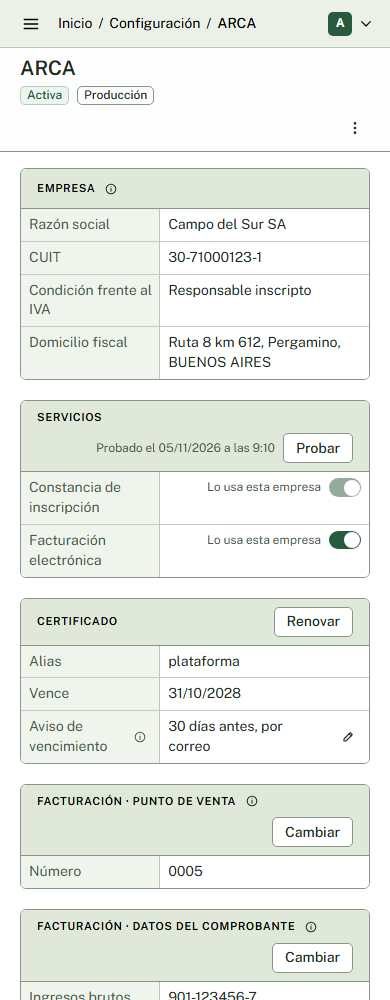 Inicio / Configuración / ARCA
A
ARCA
Activa
Producción
EMPRESA
Razón social
Campo del Sur SA
CUIT
30-71000123-1
Condición frente al
IVA
Responsable inscripto
Domicilio fiscal
Ruta 8 km 612, Pergamino,
BUENOS AIRES
SERVICIOS
Probado el 05/11/2026 a las 9:10
Probar
Constancia de
inscripción
Lo usa esta empresa
Facturación
electrónica
Lo usa esta empresa
CERTIFICADO
Renovar
Alias
plataforma
Vence
31/10/2028
Aviso de
vencimiento
30 días antes, por
correo
FACTURACIÓN · PUNTO DE VENTA
Cambiar
Número
0005
FACTURACIÓN · DATOS DEL COMPROBANTE
Cambiar
Ingresos brutos
901-123456-7